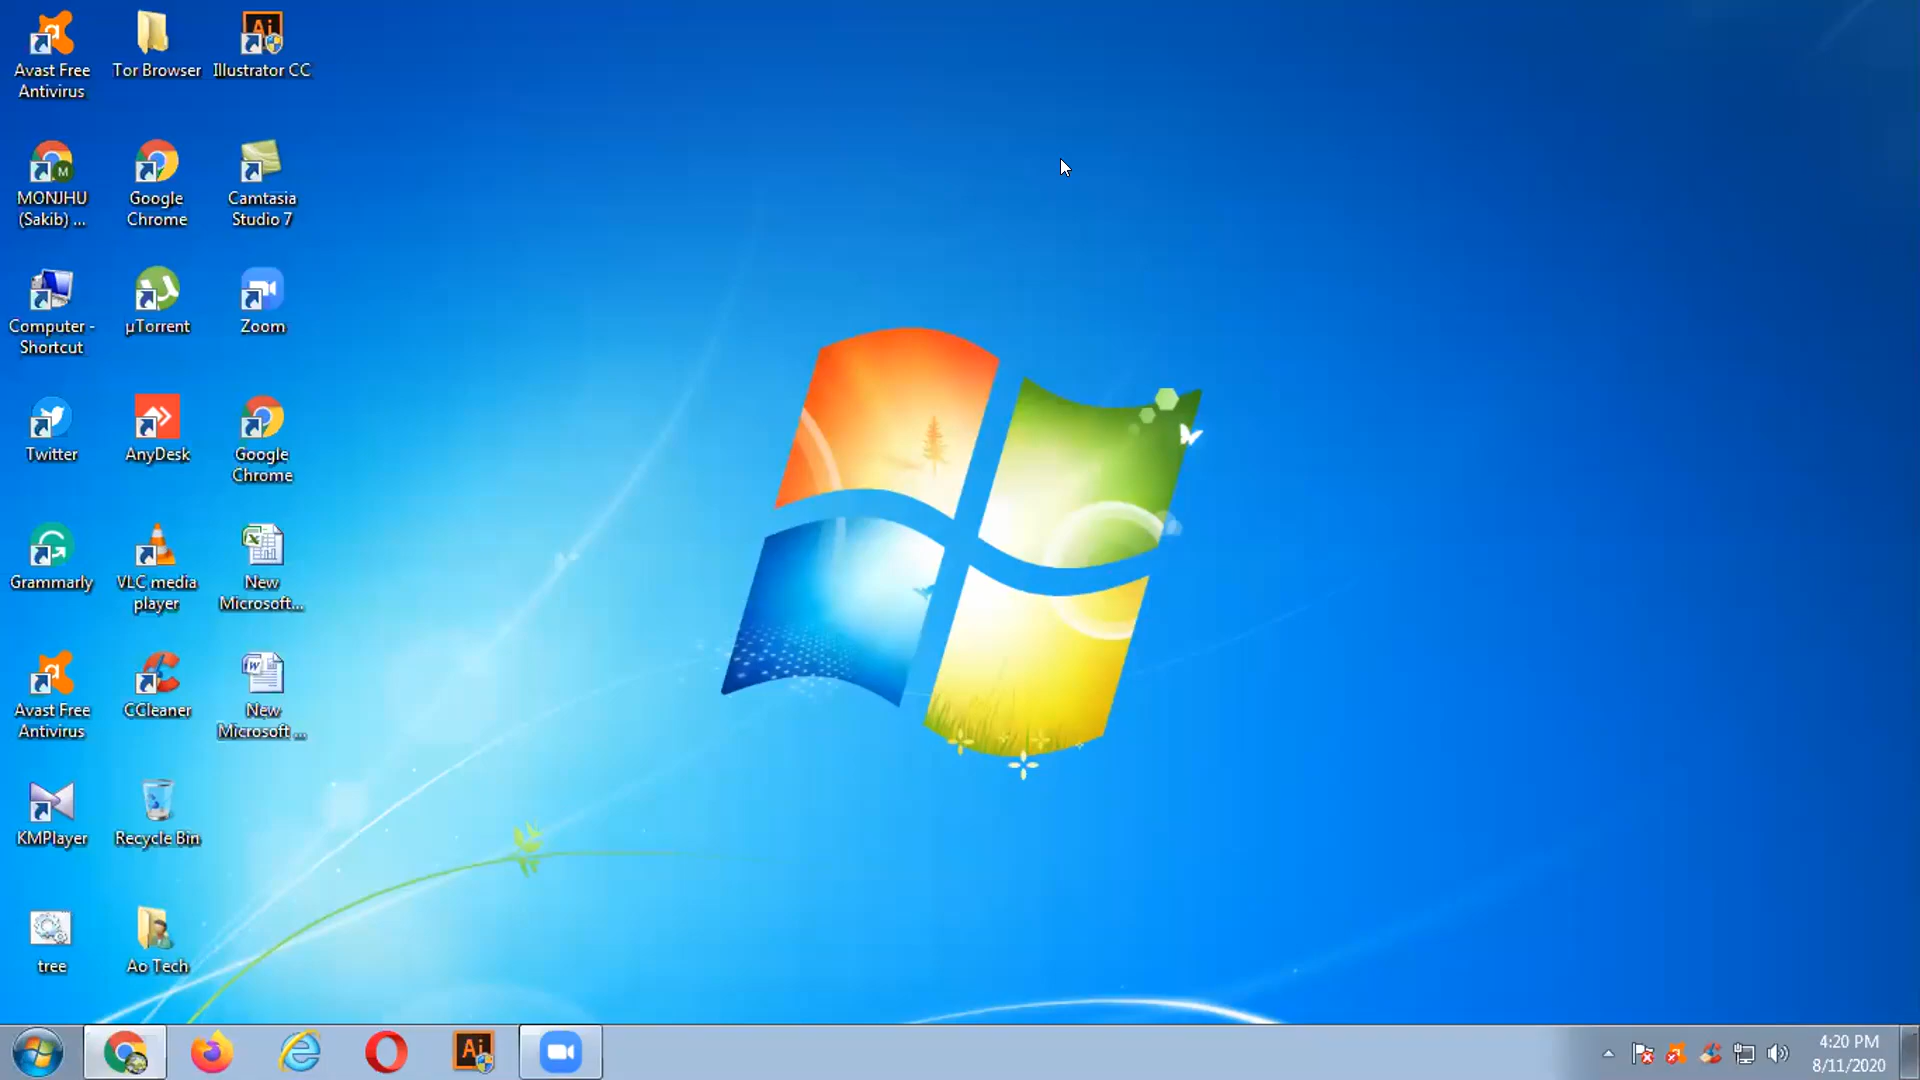 Avast Free
Antivirus
Tor Browser
Ai
Illustrator CC
M
MONJHU
(Sakib) ...
Google
Chrome
Camtasia
Studio 7
Computer -
Shortcut
µTorrent
Zoom
Twitter
AnyDesk
Google
Chrome
Grammarly
VLC media
player
New
Microsoft...
Avast Free
Antivirus
CCleaner
New
Microsoft ...
KMPlayer
Recycle Bin
tree
Ao Tech
Ai
4:20 PM
8/11/2020